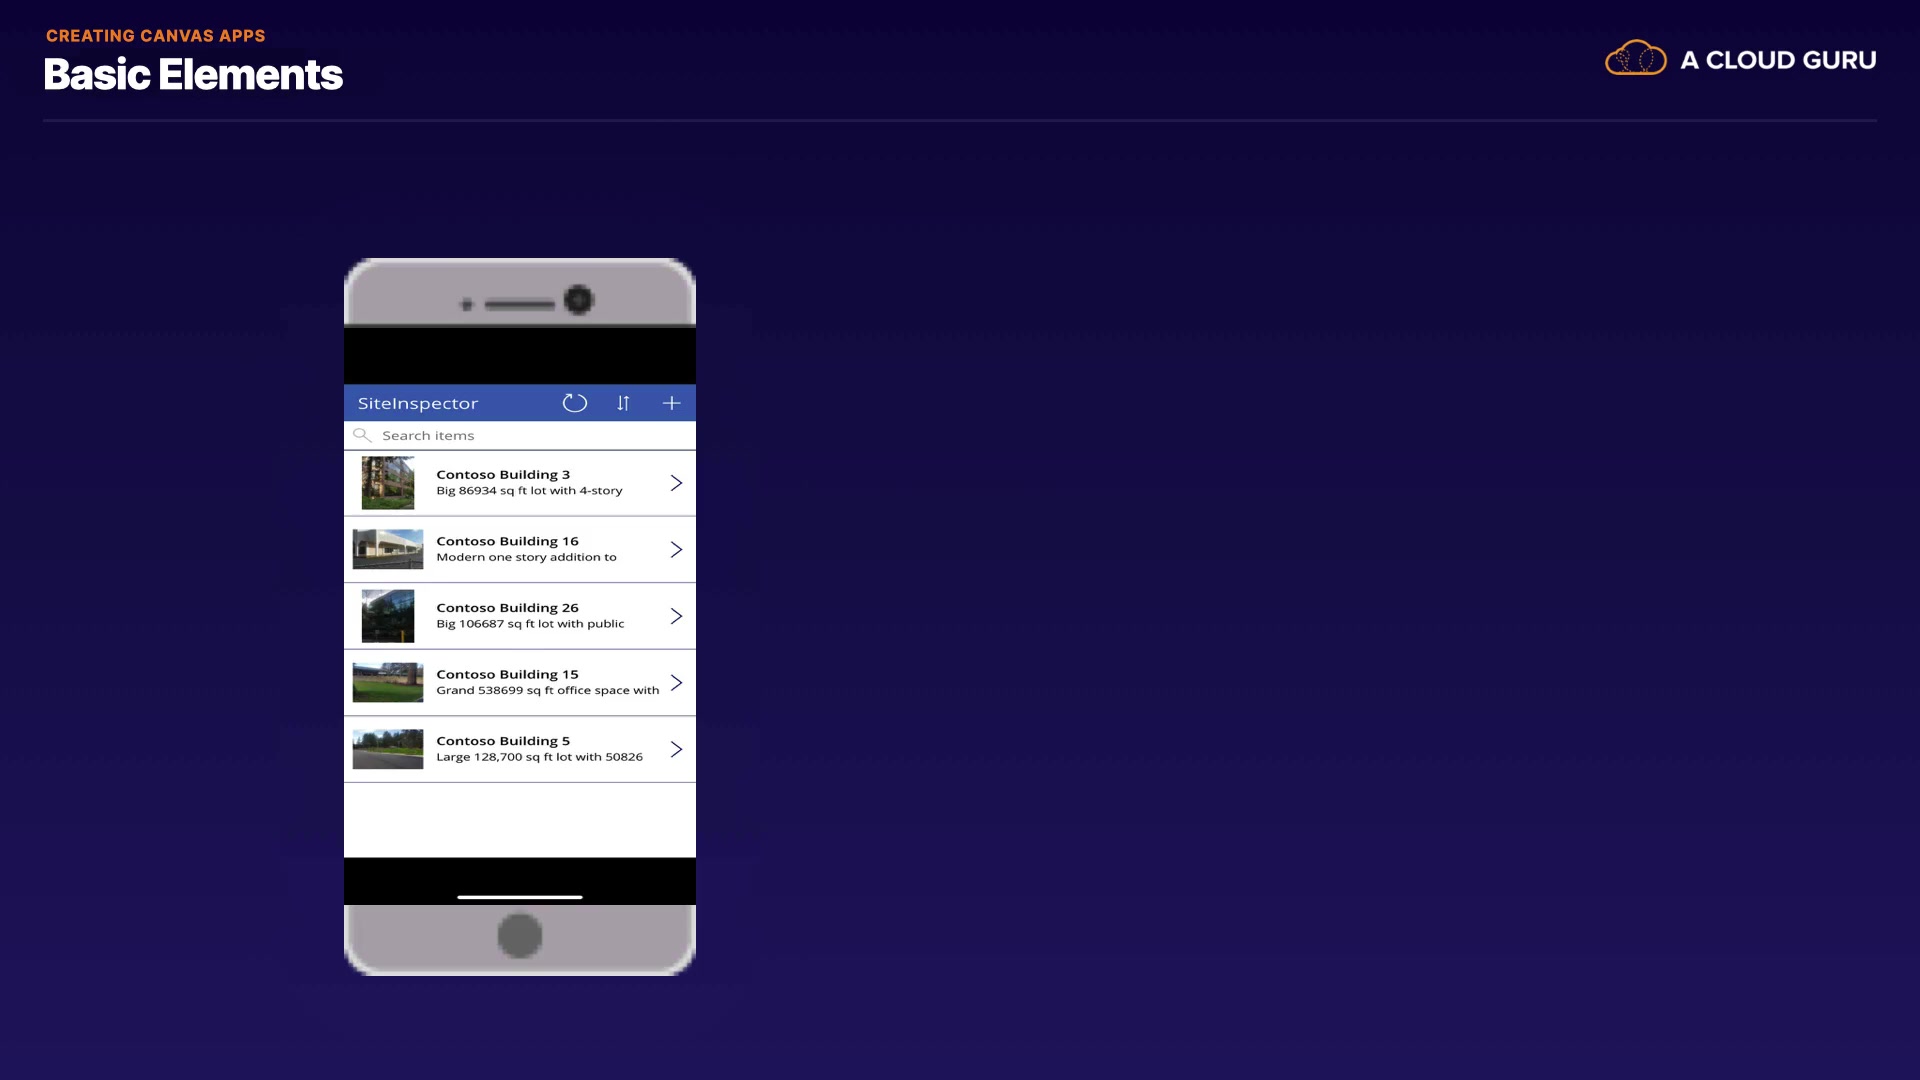 CREATING CANVAS APPS
Basic Elements
A CLOUD GURU
SiteInspector
Search items
Contoso Building 3
Big 86934 sq ft lot with 4-story
Contoso Building 16
Modern one story addition to
Contoso Building 26
Big 106687 sq ft lot with public
Contoso Building 15
Grand 538699 sq ft office space with
Contoso Building 5
Large 128,700 sq ft lot with 50826